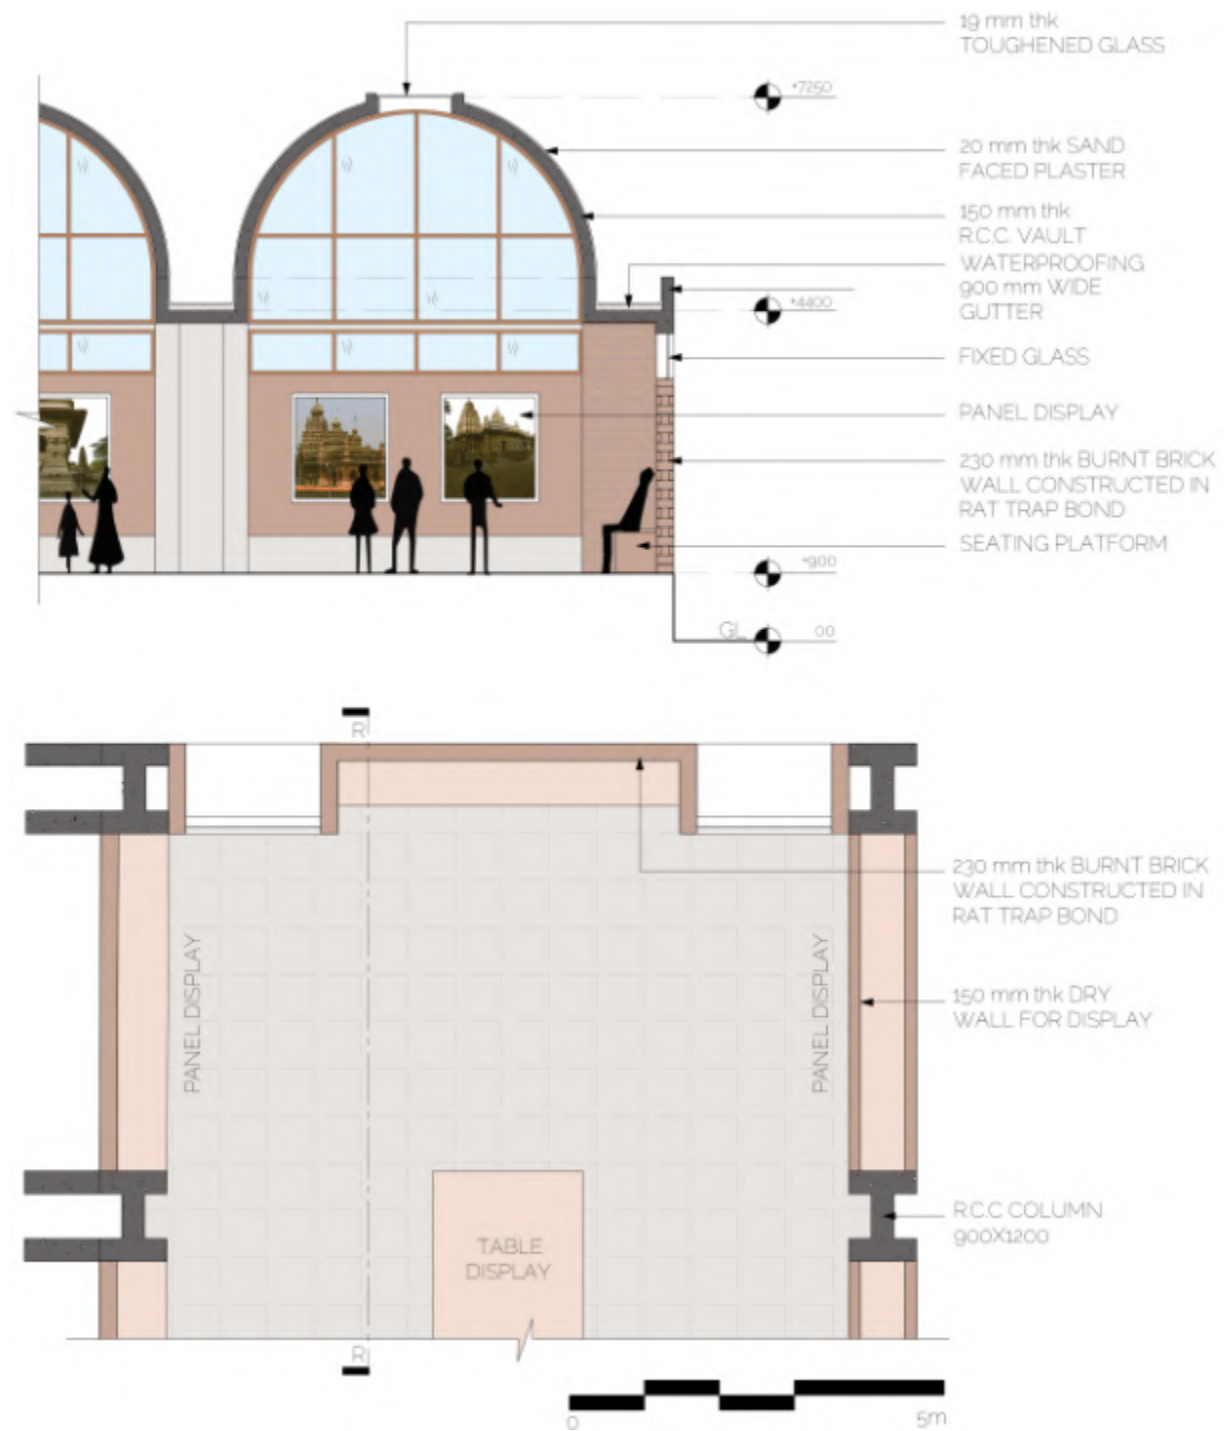 19 mm thk
TOUGHENED GLASS
+7250
20 mm thk SAND
FACED PLASTER
150 mm thk
R.C.C. VAULT
WATERPROOFING
900 mm WIDE
GUTTER
+4400
FIXED GLASS
PANEL DISPLAY
230 mm thk BURNT BRICK
WALL CONSTRUCTED IN
RAT TRAP BOND
SEATING PLATFORM
+900
GL
00
R
230 mm thk BURNT BRICK
WALL CONSTRUCTED IN
RAT TRAP BOND
PANEL DISPLAY
PANEL DISPLAY
150 mm thk DRY
WALL FOR DISPLAY
R.C.C COLUMN
900X1200
TABLE
DISPLAY
R
0
5m